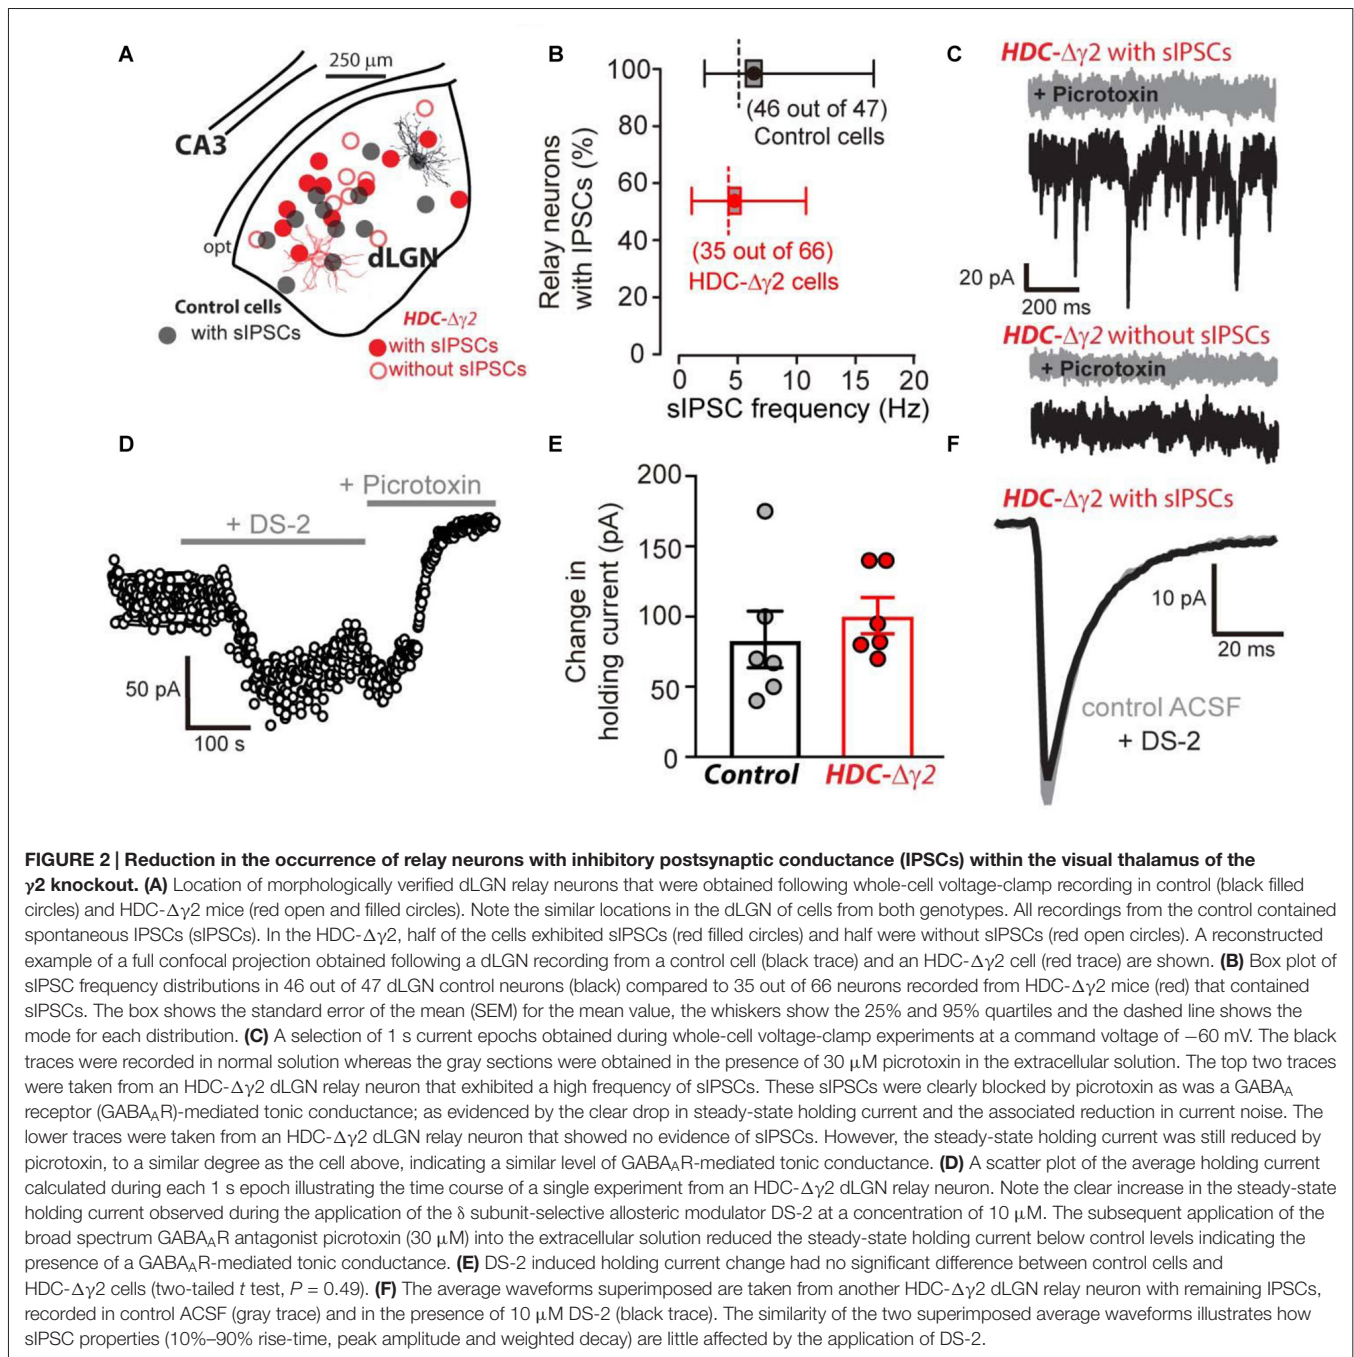 A
250 μm
CA3
opt
dLGN
Control cells
with sIPSCs
HDC-Δγ2
with sIPSCs
without sIPSCs
B
Relay neurons
with IPSCs (%)
100
80
60
40
20
0
(46 out of 47)
Control cells
(35 out of 66)
HDC-Δγ2 cells
0 5 10 15 20
sIPSC frequency (Hz)
C
HDC-Δγ2 with sIPSCs
+ Picrotoxin
20 pA
200 ms
HDC-Δγ2 without sIPSCs
+ Picrotoxin
D
+ Picrotoxin
+ DS-2
50 pA
100 s
E
Change in
holding current (pA)
200
150
100
50
0
Control HDC-Δγ2
F
HDC-Δγ2 with sIPSCs
10 pA
20 ms
control ACSF
+ DS-2
FIGURE 2 | Reduction in the occurrence of relay neurons with inhibitory postsynaptic conductance (IPSCs) within the visual thalamus of the
γ2 knockout. (A) Location of morphologically verified dLGN relay neurons that were obtained following whole-cell voltage-clamp recording in control (black filled
circles) and HDC-Δγ2 mice (red open and filled circles). Note the similar locations in the dLGN of cells from both genotypes. All recordings from the control contained
spontaneous IPSCs (sIPSCs). In the HDC-Δγ2, half of the cells exhibited sIPSCs (red filled circles) and half were without sIPSCs (red open circles). A reconstructed
example of a full confocal projection obtained following a dLGN recording from a control cell (black trace) and an HDC-Δγ2 cell (red trace) are shown. (B) Box plot of
sIPSC frequency distributions in 46 out of 47 dLGN control neurons (black) compared to 35 out of 66 neurons recorded from HDC-Δγ2 mice (red) that contained
sIPSCs. The box shows the standard error of the mean (SEM) for the mean value, the whiskers show the 25% and 95% quartiles and the dashed line shows the
mode for each distribution. (C) A selection of 1 s current epochs obtained during whole-cell voltage-clamp experiments at a command voltage of −60 mV. The black
traces were recorded in normal solution whereas the gray sections were obtained in the presence of 30 μM picrotoxin in the extracellular solution. The top two traces
were taken from an HDC-Δγ2 dLGN relay neuron that exhibited a high frequency of sIPSCs. These sIPSCs were clearly blocked by picrotoxin as was a GABA_A
receptor (GABA_AR)-mediated tonic conductance; as evidenced by the clear drop in steady-state holding current and the associated reduction in current noise. The
lower traces were taken from an HDC-Δγ2 dLGN relay neuron that showed no evidence of sIPSCs. However, the steady-state holding current was still reduced by
picrotoxin, to a similar degree as the cell above, indicating a similar level of GABA_AR-mediated tonic conductance. (D) A scatter plot of the average holding current
calculated during each 1 s epoch illustrating the time course of a single experiment from an HDC-Δγ2 dLGN relay neuron. Note the clear increase in the steady-state
holding current observed during the application of the δ subunit-selective allosteric modulator DS-2 at a concentration of 10 μM. The subsequent application of the
broad spectrum GABA_AR antagonist picrotoxin (30 μM) into the extracellular solution reduced the steady-state holding current below control levels indicating the
presence of a GABA_AR-mediated tonic conductance. (E) DS-2 induced holding current change had no significant difference between control cells and
HDC-Δγ2 cells (two-tailed t test, P = 0.49). (F) The average waveforms superimposed are taken from another HDC-Δγ2 dLGN relay neuron with remaining IPSCs,
recorded in control ACSF (gray trace) and in the presence of 10 μM DS-2 (black trace). The similarity of the two superimposed average waveforms illustrates how
sIPSC properties (10%–90% rise-time, peak amplitude and weighted decay) are little affected by the application of DS-2.